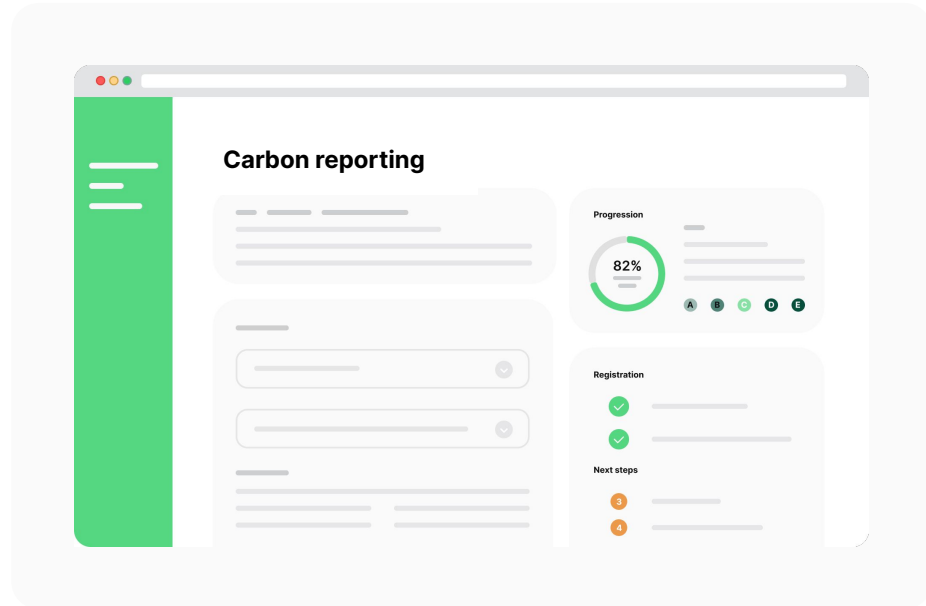 Carbon reporting
Progression
82%
A B C D E
Registration
Next steps
3
4